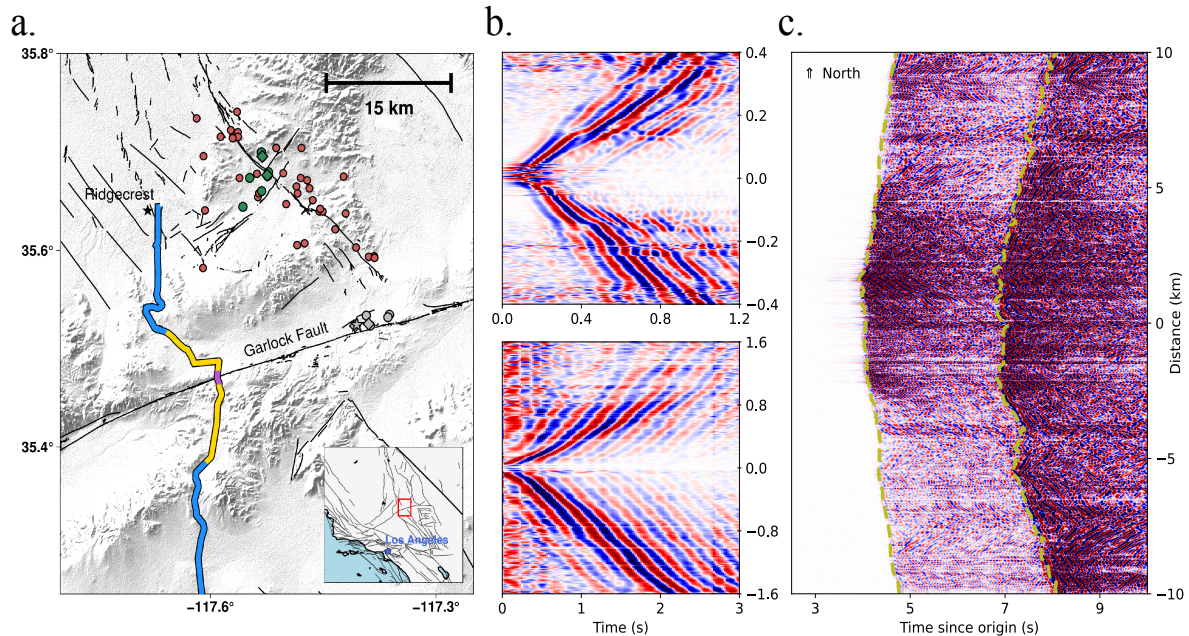 a.
35.8°
35.6°
35.4°
−117.6°
−117.3°
15 km
Ridgecrest
Garlock Fault
Los Angeles
b.
0.4
0.2
0.0
−0.2
−0.4
0.0
0.4
0.8
1.2
1.6
0.8
0.0
−0.8
−1.6
0
1
2
3
Time (s)
c.
⇑ North
10
5
0
−5
−10
Distance (km)
3
5
7
9
Time since origin (s)